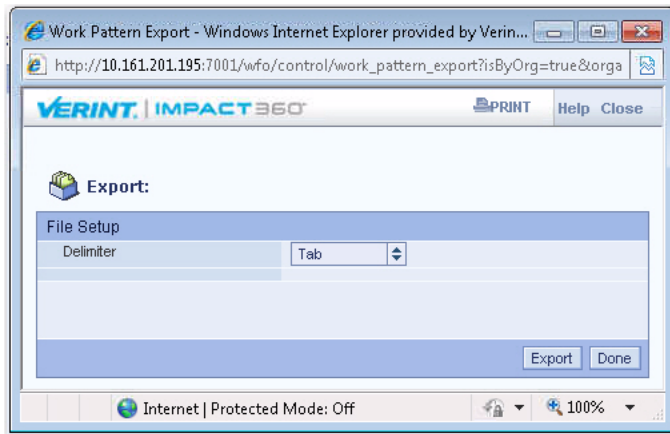 Work Pattern Export - Windows Internet Explorer provided by Verin...
http://10.161.201.195:7001/wfo/control/work_pattern_export?isByOrg=true&orga
VERINT. | IMPACT360° PRINT Help Close
Export:
File Setup
Delimiter Tab
Export Done
Internet | Protected Mode: Off 100%